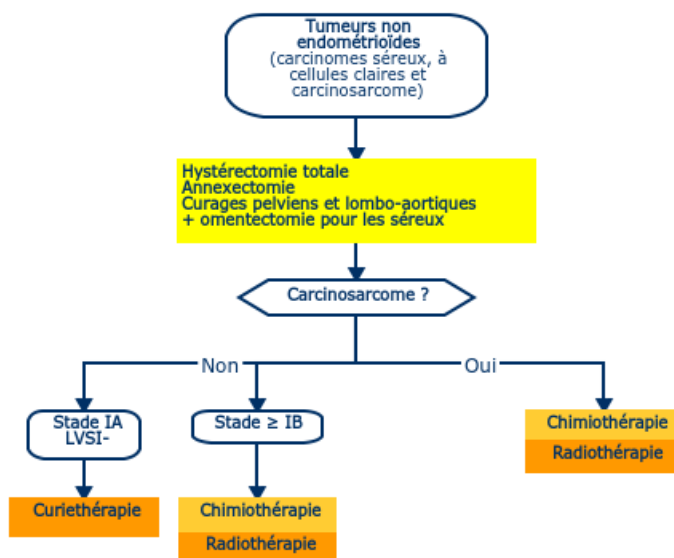 Tumeurs non
endométrioïdes
(carcinomes séreux, à
cellules claires et
carcinosarcome)
Hystérectomie totale
Annexectomie
Curages pelviens et lombo-aortiques
+ omentectomie pour les séreux
Carcinosarcome ?
Non
Oui
Stade IA
LVSI-
Stade ≥ IB
Chimiothérapie
Radiothérapie
Curiethérapie
Chimiothérapie
Radiothérapie